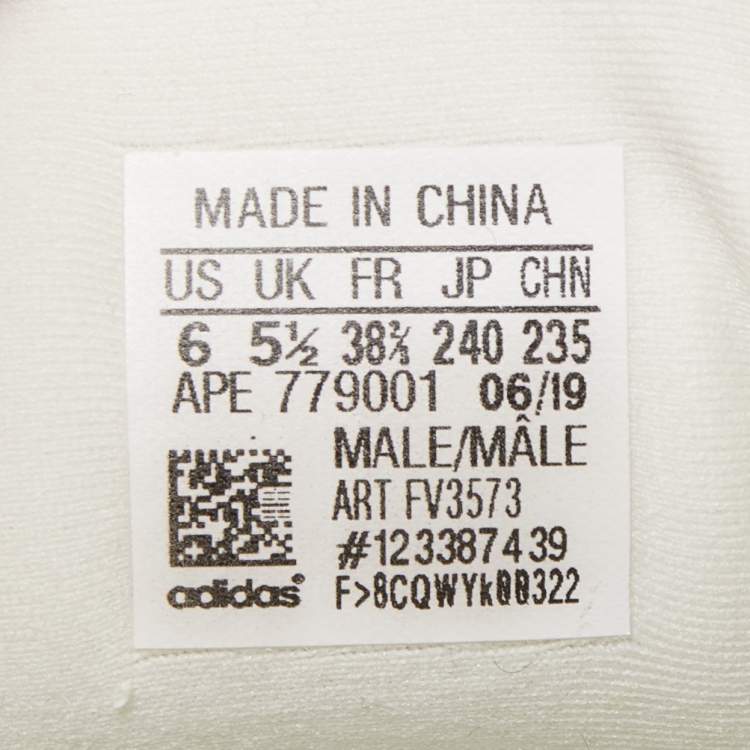 MADE IN CHINA
US UK FR JP CHN
6 5½ 38⅔ 240 235
APE 779001 06/19
MALE/MÂLE
ART FV3573
#123387439
F>8CQWYk00322
adidas®